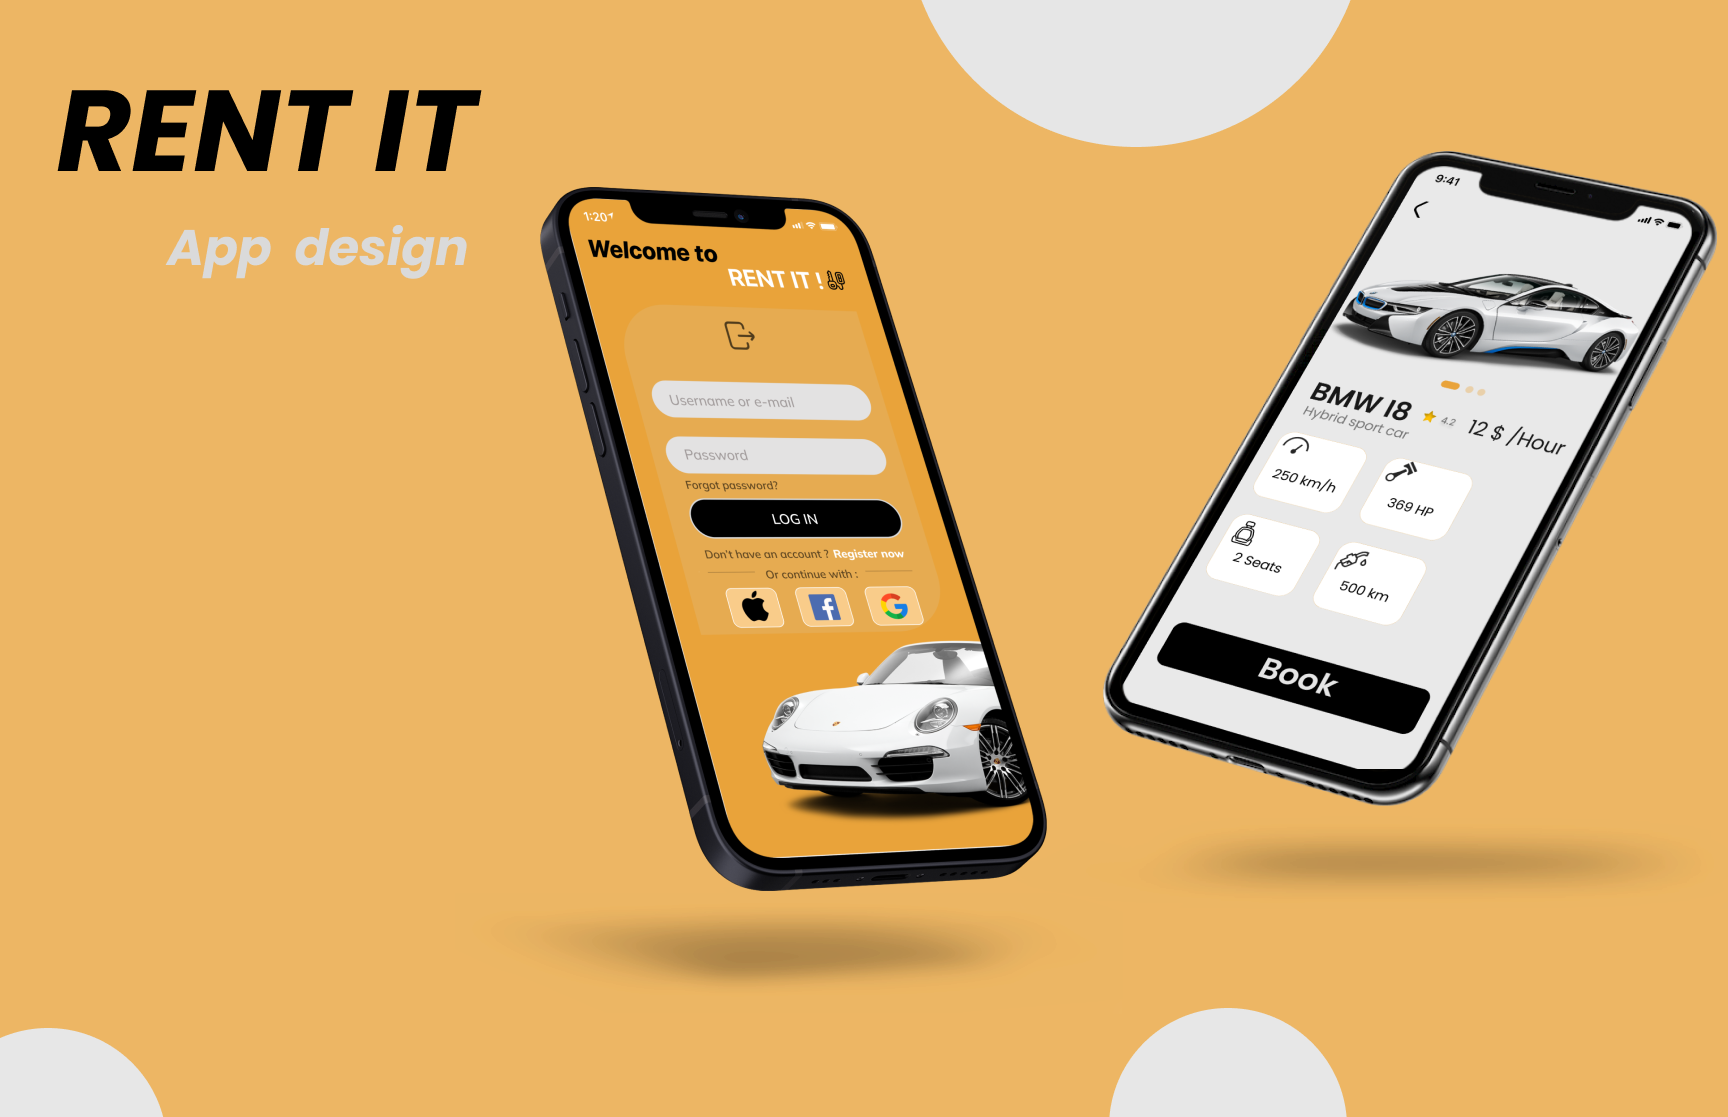 RENT IT
App design
1:20
Welcome to
RENT IT !
Username or e-mail
Password
Forgot password?
LOG IN
Don't have an account ? Register now
Or continue with :
9:41
BMW I8
Hybrid sport car
4.2
12 $ /Hour
250 km/h
369 HP
2 Seats
500 km
Book